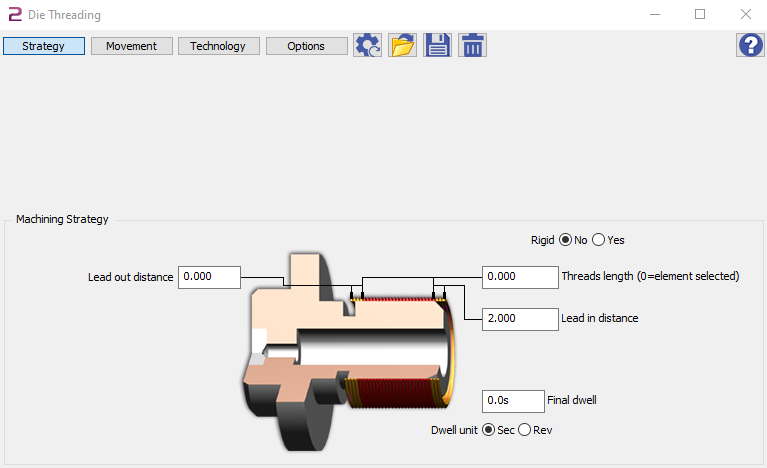 Die Threading
Strategy Movement Technology Options
Machining Strategy
Rigid No Yes
Lead out distance 0.000 0.000 Threads length (0=element selected)
2.000 Lead in distance
0.0s Final dwell
Dwell unit Sec Rev